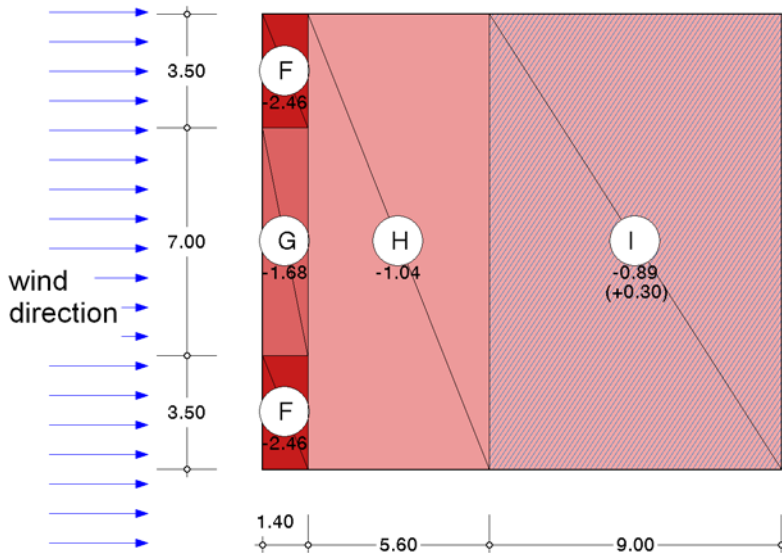 F
3.50
-2.46
G
H
I
7.00
-1.68
-1.04
-0.89
(+0.30)
wind
direction
F
3.50
-2.46
1.40
5.60
9.00